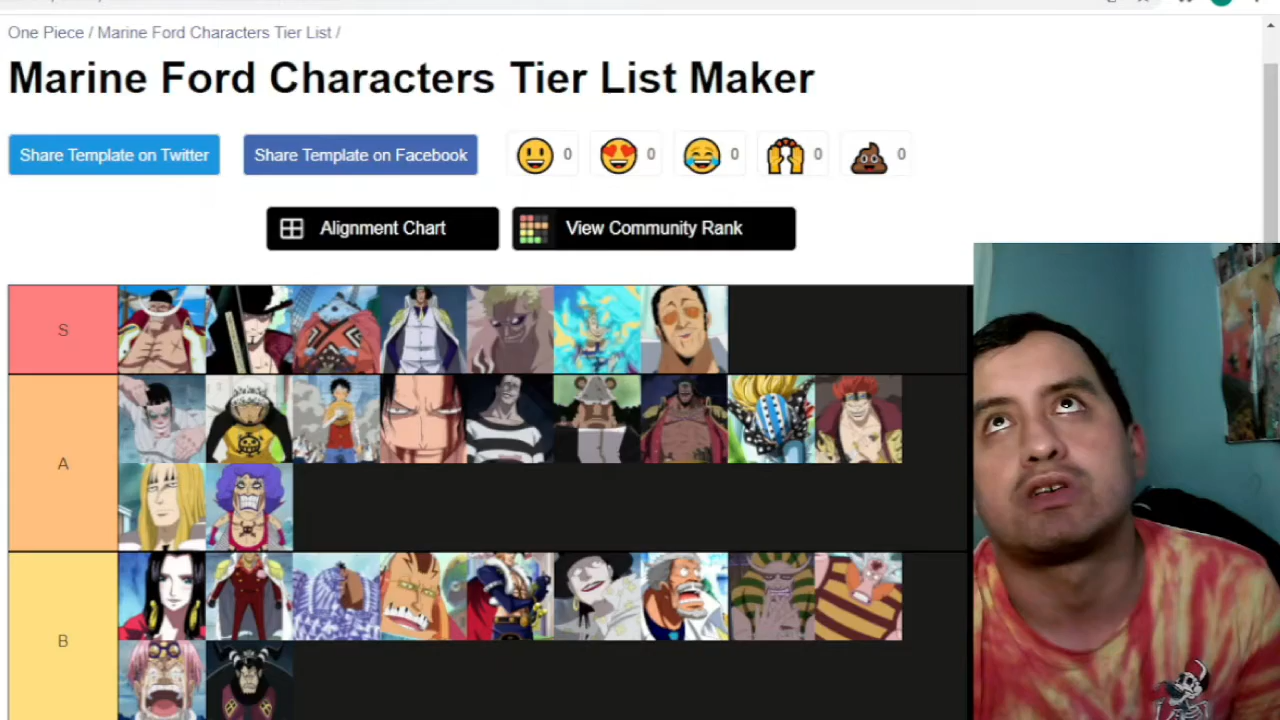 One Piece / Marine Ford Characters Tier List /
Marine Ford Characters Tier List Maker
Share Template on Twitter
Share Template on Facebook
0
0
0
0
0
Alignment Chart
View Community Rank
S
A
B